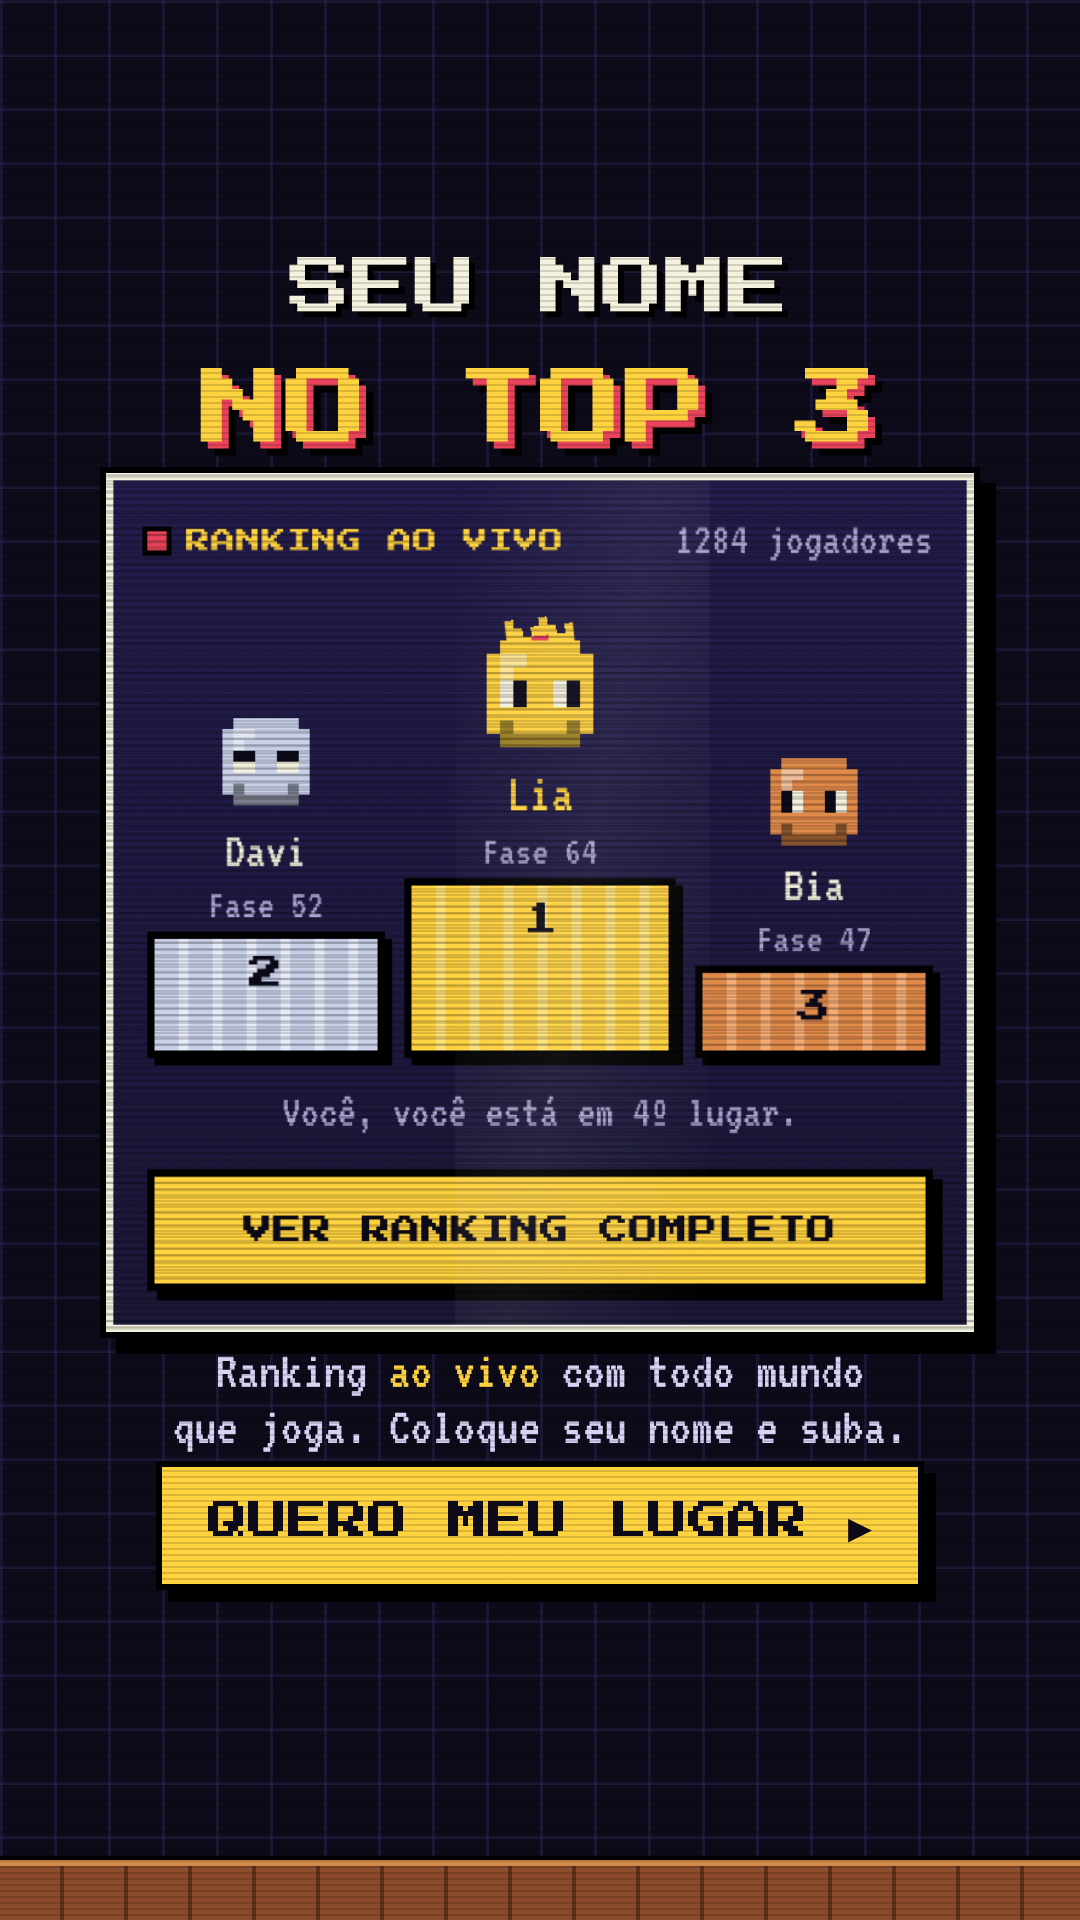 SEU NOME
NO TOP 3
RANKING AO VIVO
1284 jogadores
Lia
Fase 64
Davi
Fase 52
Bia
Fase 47
1
2
3
Você, você está em 4º lugar.
VER RANKING COMPLETO
Ranking ao vivo com todo mundo
que joga. Coloque seu nome e suba.
QUERO MEU LUGAR ▶